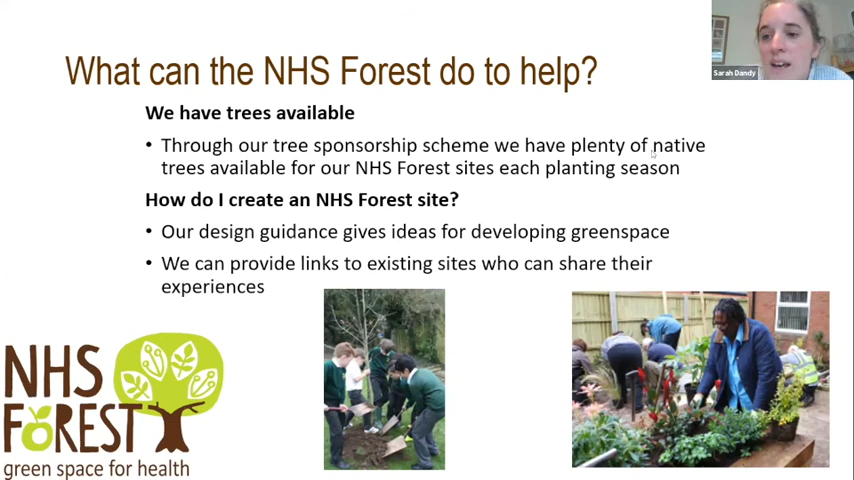 What can the NHS Forest do to help?
Sarah Dandy
We have trees available
• Through our tree sponsorship scheme we have plenty of native
trees available for our NHS Forest sites each planting season
How do I create an NHS Forest site?
• Our design guidance gives ideas for developing greenspace
• We can provide links to existing sites who can share their
experiences
NHS
FOREST
green space for health